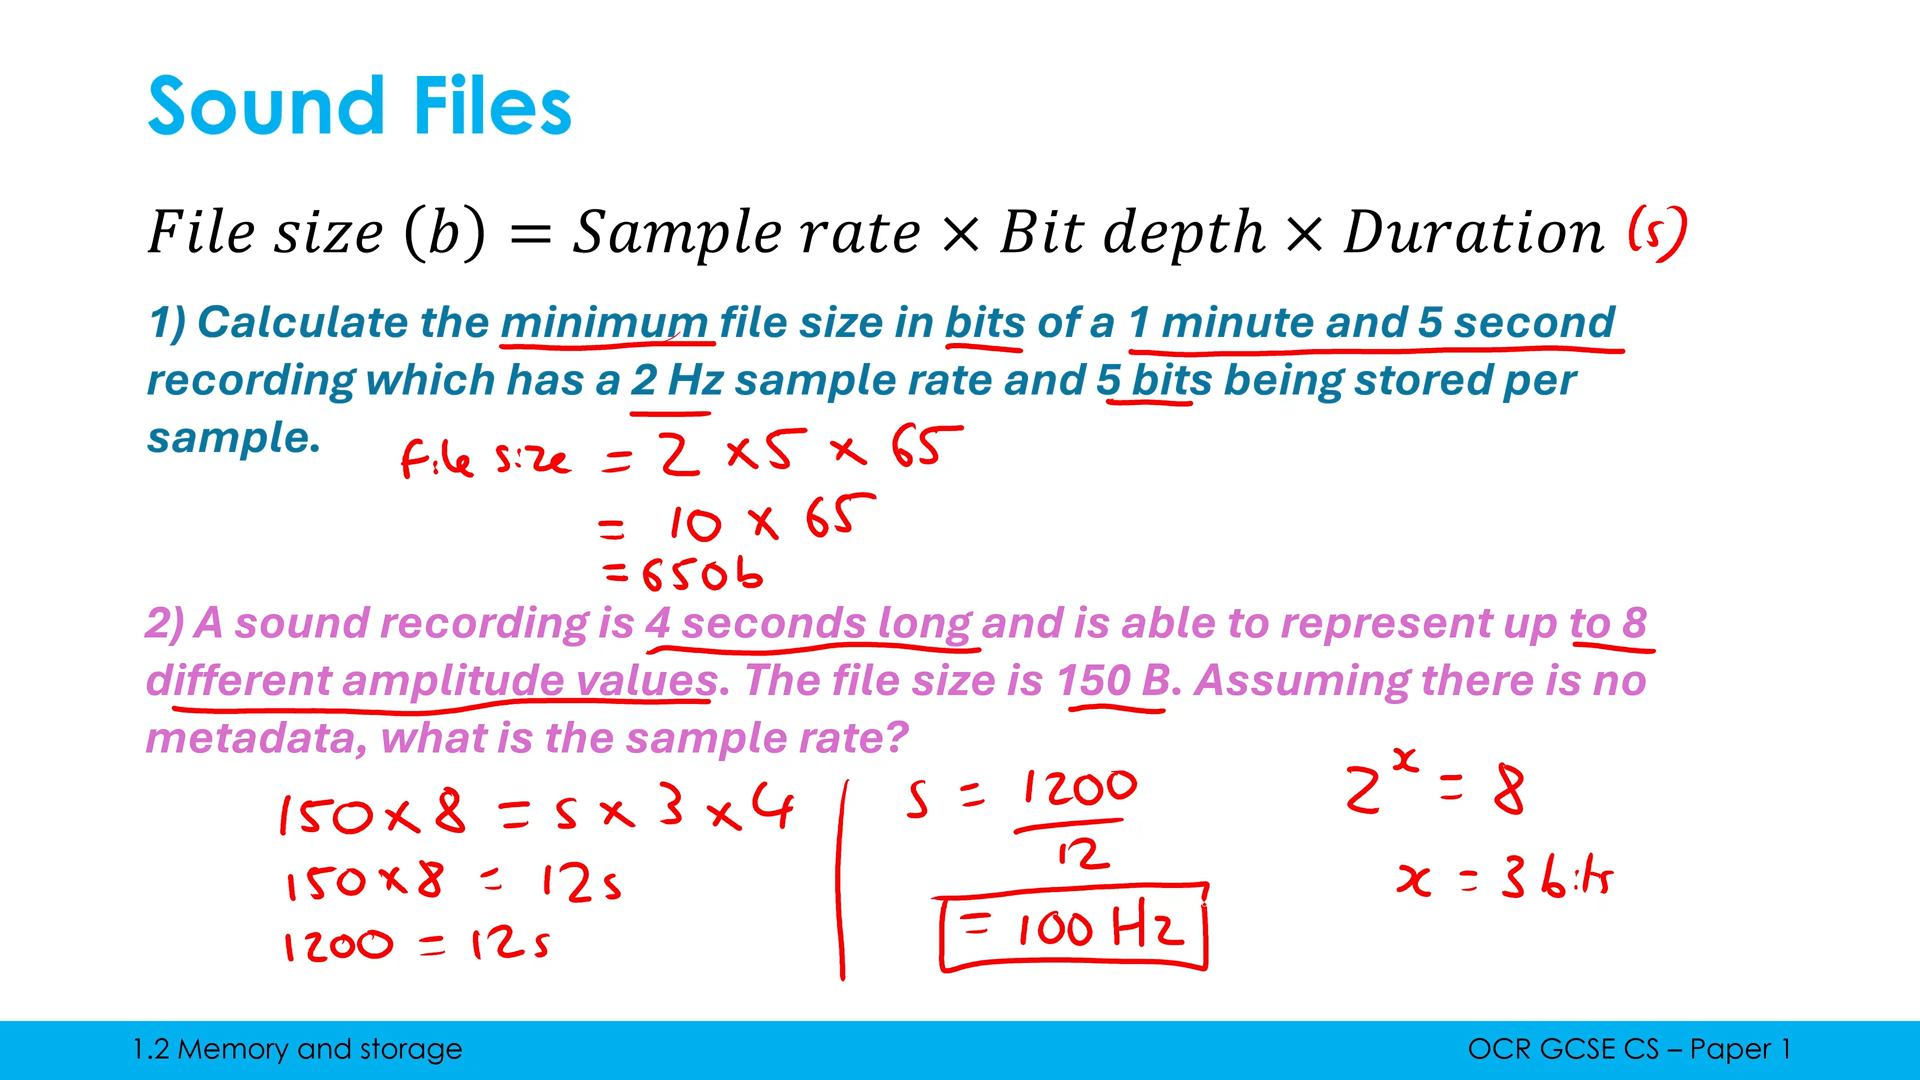 Sound Files
File size (b) = Sample rate × Bit depth × Duration (s)
1) Calculate the minimum file size in bits of a 1 minute and 5 second
recording which has a 2 Hz sample rate and 5 bits being stored per
sample.
File size = 2 × 5 × 65
= 10 × 65
= 650b
2) A sound recording is 4 seconds long and is able to represent up to 8
different amplitude values. The file size is 150 B. Assuming there is no
metadata, what is the sample rate?
150 × 8 = s × 3 × 4
150 × 8 = 12s
1200 = 12s
s = 1200
12
= 100 Hz
2^x = 8
x = 3 bits
1.2 Memory and storage
OCR GCSE CS – Paper 1